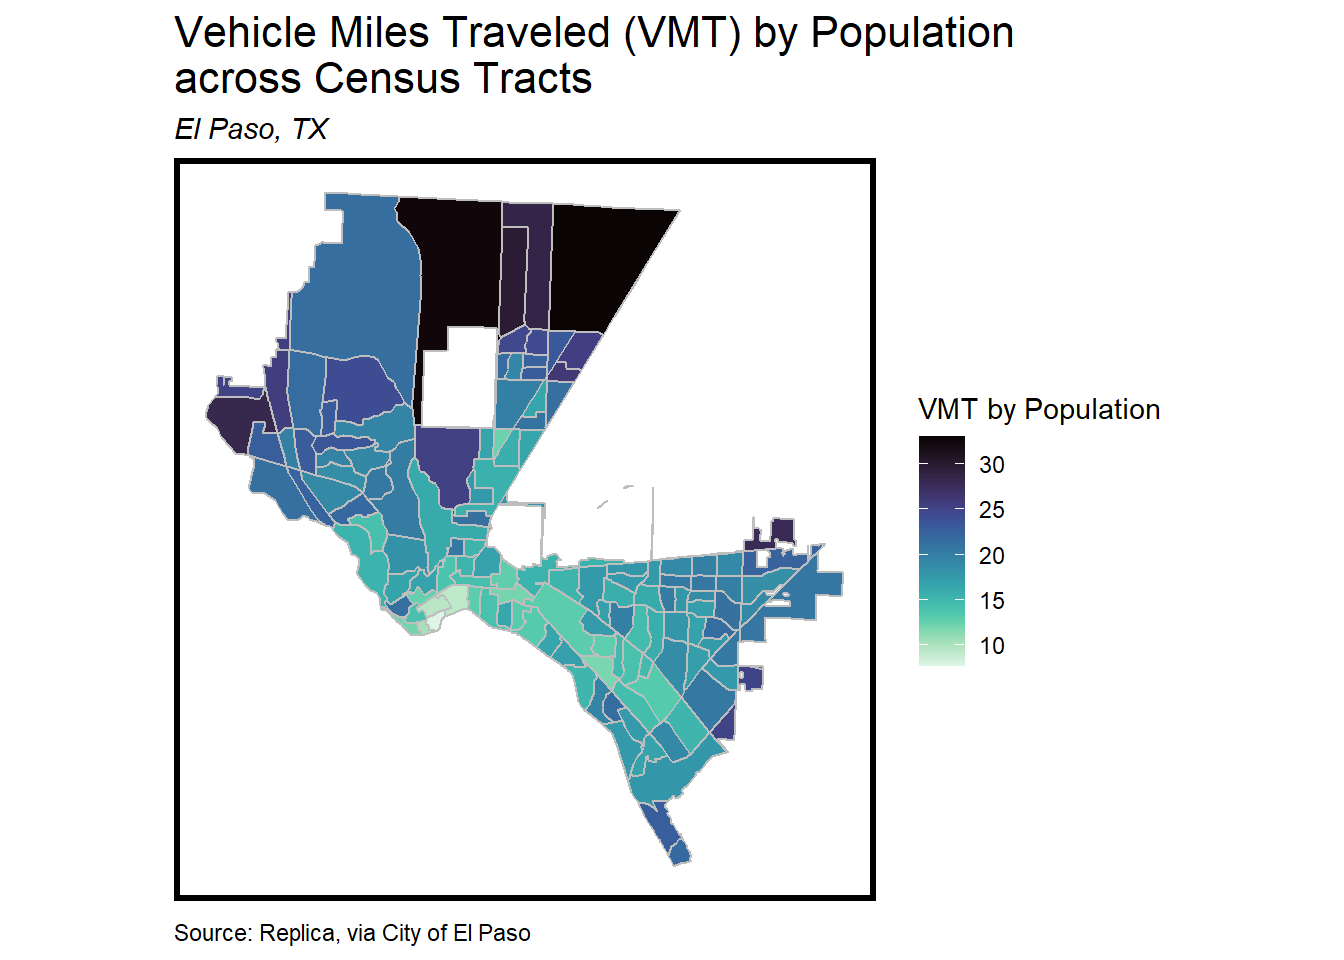 Vehicle Miles Traveled (VMT) by Population
across Census Tracts
El Paso, TX
VMT by Population
30
25
20
15
10
Source: Replica, via City of El Paso